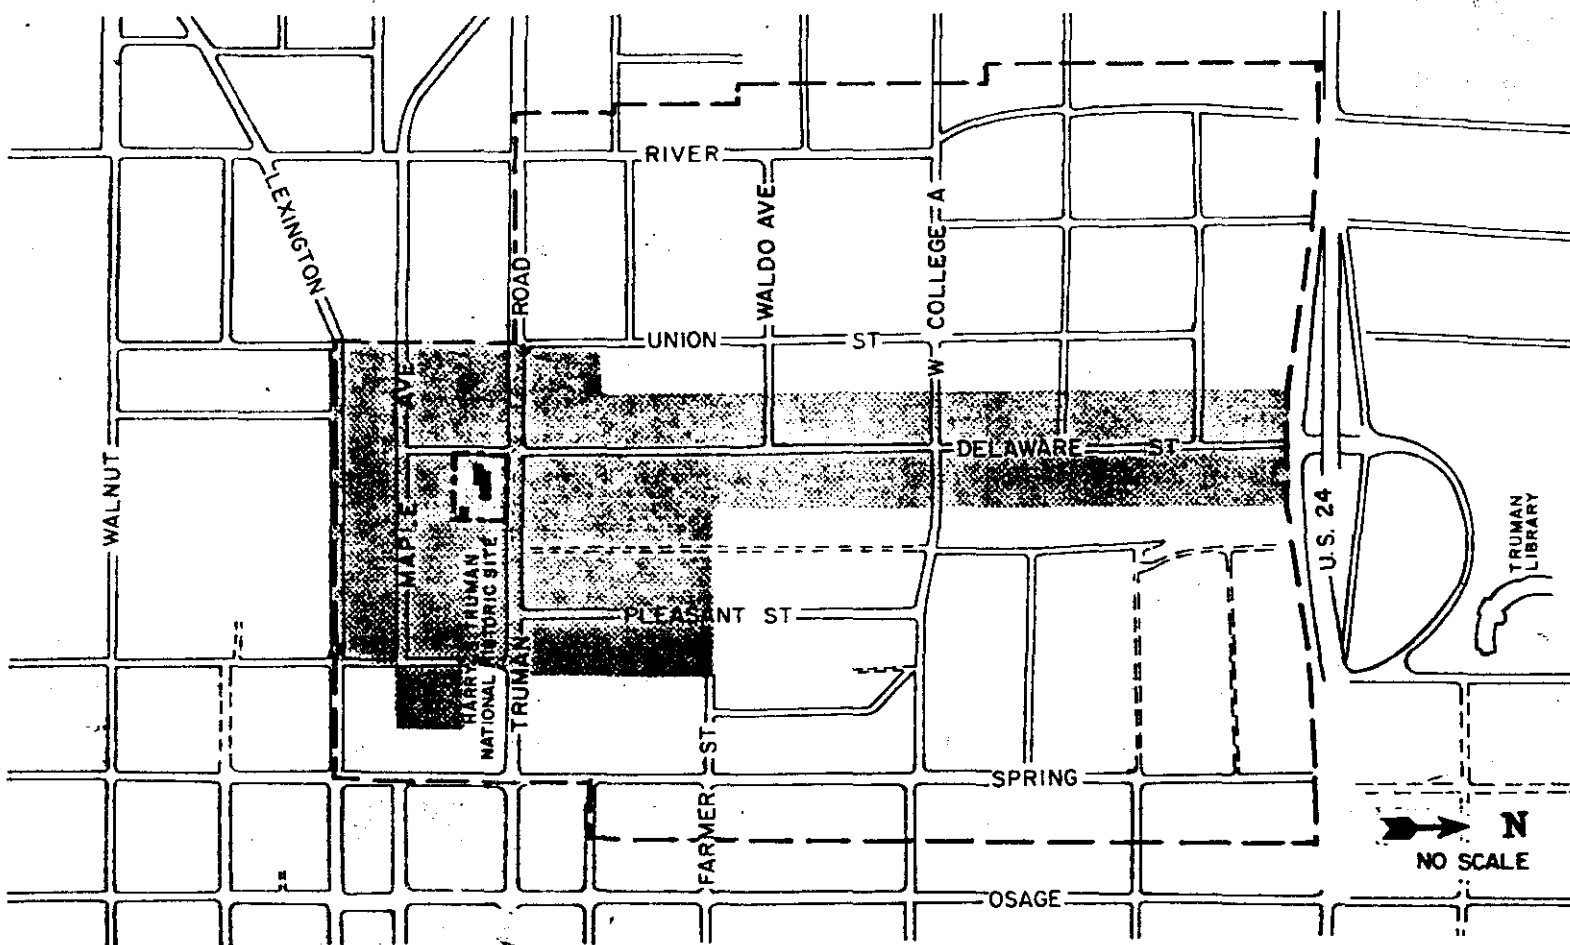 RIVER
LEXINGTON
WALDO AVE
W COLLEGE A
ROAD
UNION ST
MAPLE AVE
DELAWARE ST
WALNUT
U.S. 24
TRUMAN
LIBRARY
HARRY S TRUMAN
NATIONAL HISTORIC SITE
PLEASANT ST
TRUMAN
FARMER ST
SPRING
N
NO SCALE
OSAGE